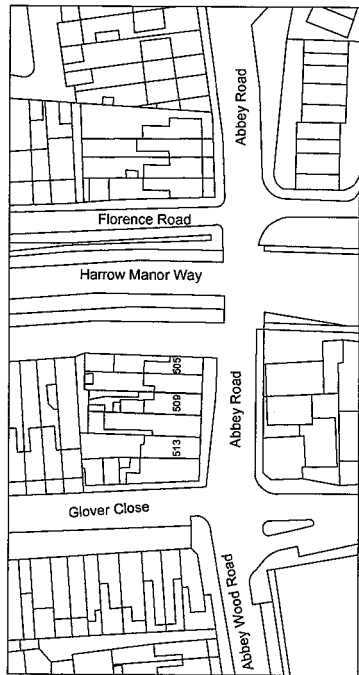 Abbey Road
Florence Road
Harrow Manor Way
505
509
Abbey Road
513
Glover Close
Abbey Wood Road